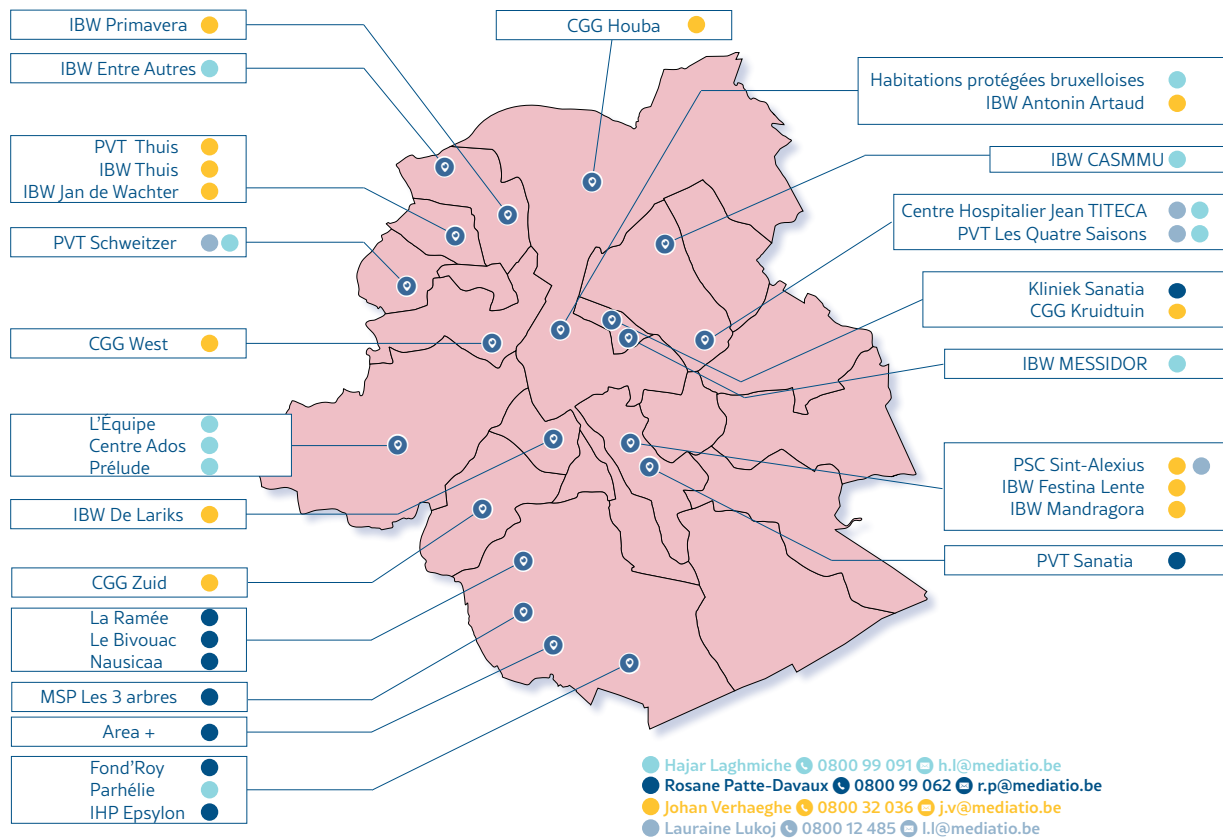 IBW Primavera
IBW Entre Autres
PVT Thuis
IBW Thuis
IBW Jan de Wachter
PVT Schweitzer
CGG West
L'Équipe
Centre Ados
Prélude
IBW De Lariks
CGG Zuid
La Ramée
Le Bivouac
Nausicaa
MSP Les 3 arbres
Area +
Fond'Roy
Parhélie
IHP Epsylon
CGG Houba
Habitations protégées bruxelloises
IBW Antonin Artaud
IBW CASMMU
Centre Hospitalier Jean TITECA
PVT Les Quatre Saisons
Kliniek Sanatia
CGG Kruidtuin
IBW MESSIDOR
PSC Sint-Alexius
IBW Festina Lente
IBW Mandragora
PVT Sanatia
Hajar Laghmiche 0800 99 091 h.l@mediatio.be
Rosane Patte-Davaux 0800 99 062 r.p@mediatio.be
Johan Verhaeghe 0800 32 036 j.v@mediatio.be
Lauraine Lukoj 0800 12 485 l.l@mediatio.be